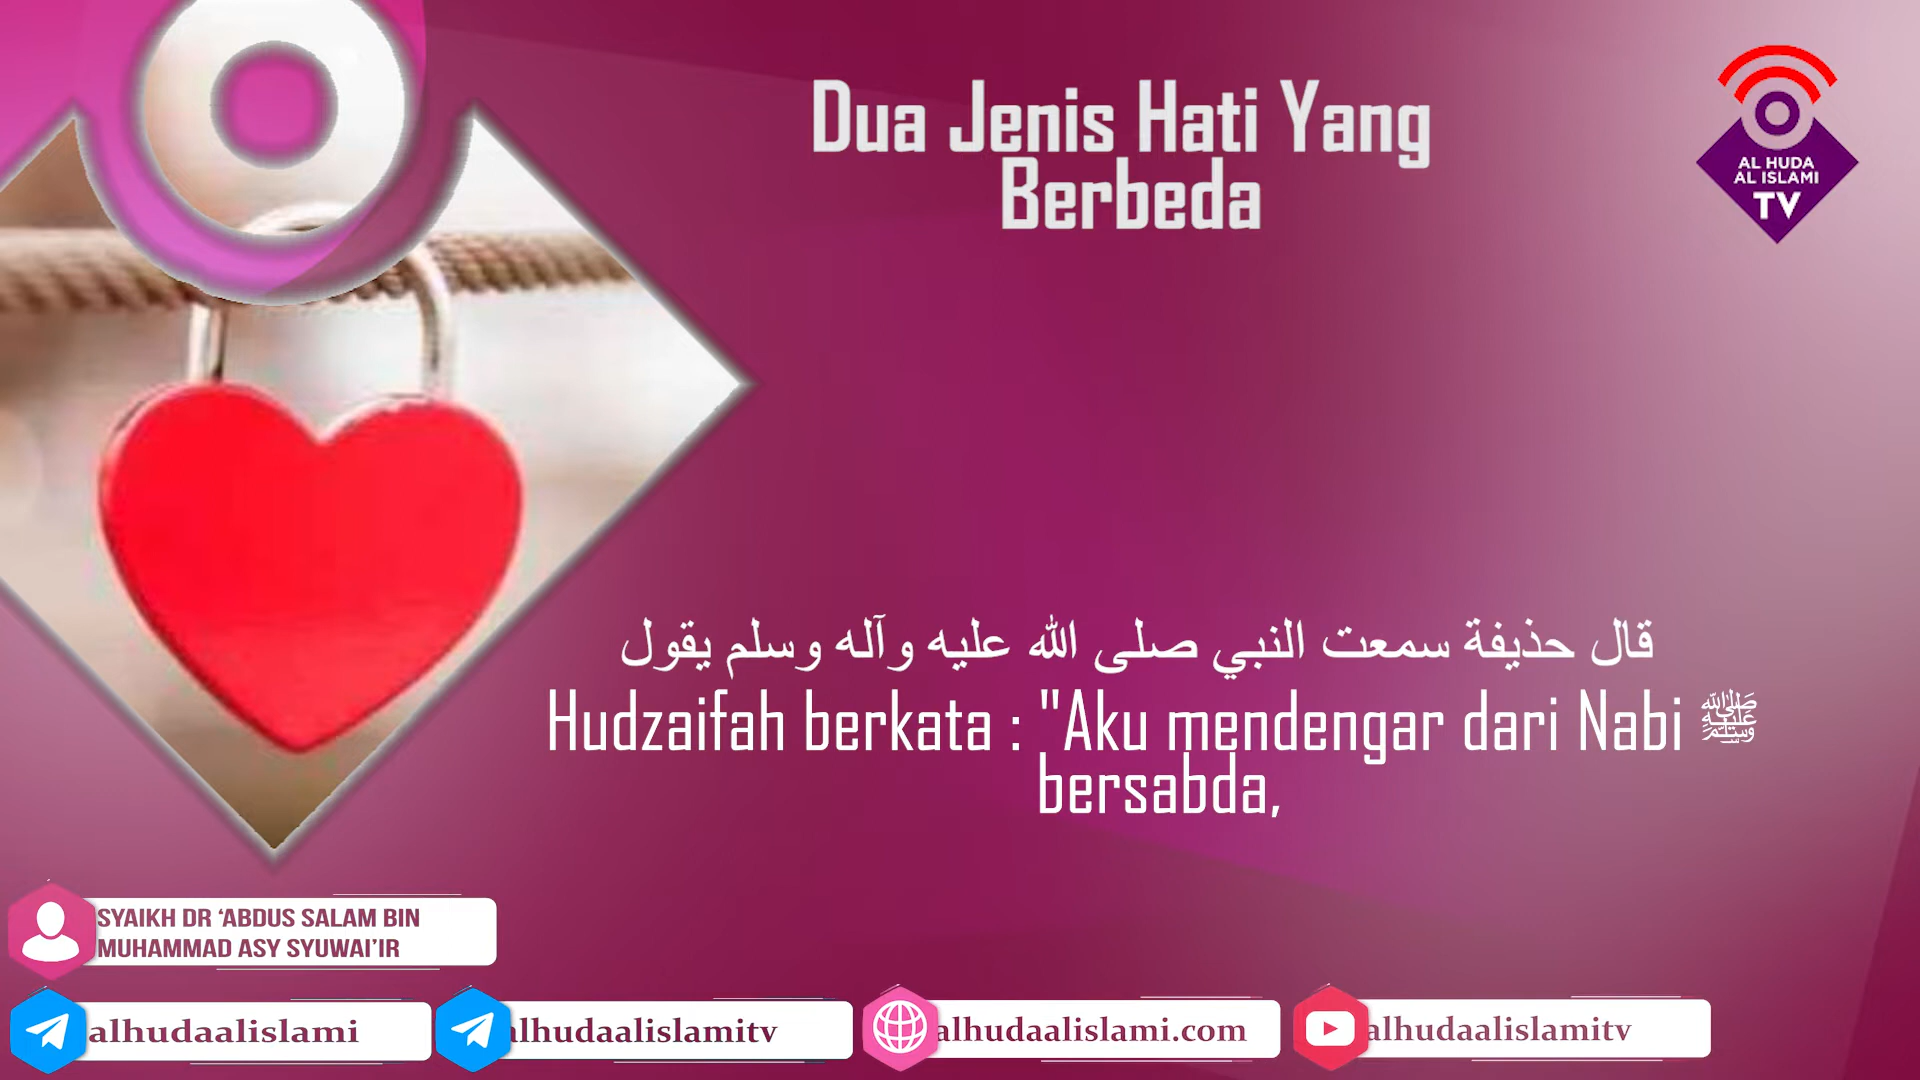 Dua Jenis Hati Yang
Berbeda
AL HUDA
AL ISLAMI
TV
قال حذيفة سمعت النبي صلى الله عليه وآله وسلم يقول
Hudzaifah berkata : "Aku mendengar dari Nabi ﷺ
bersabda,
SYAIKH DR ‘ABDUS SALAM BIN
MUHAMMAD ASY SYUWAI’IR
alhudaalislami
alhudaalislamitv
alhudaalislami.com
alhudaalislamitv